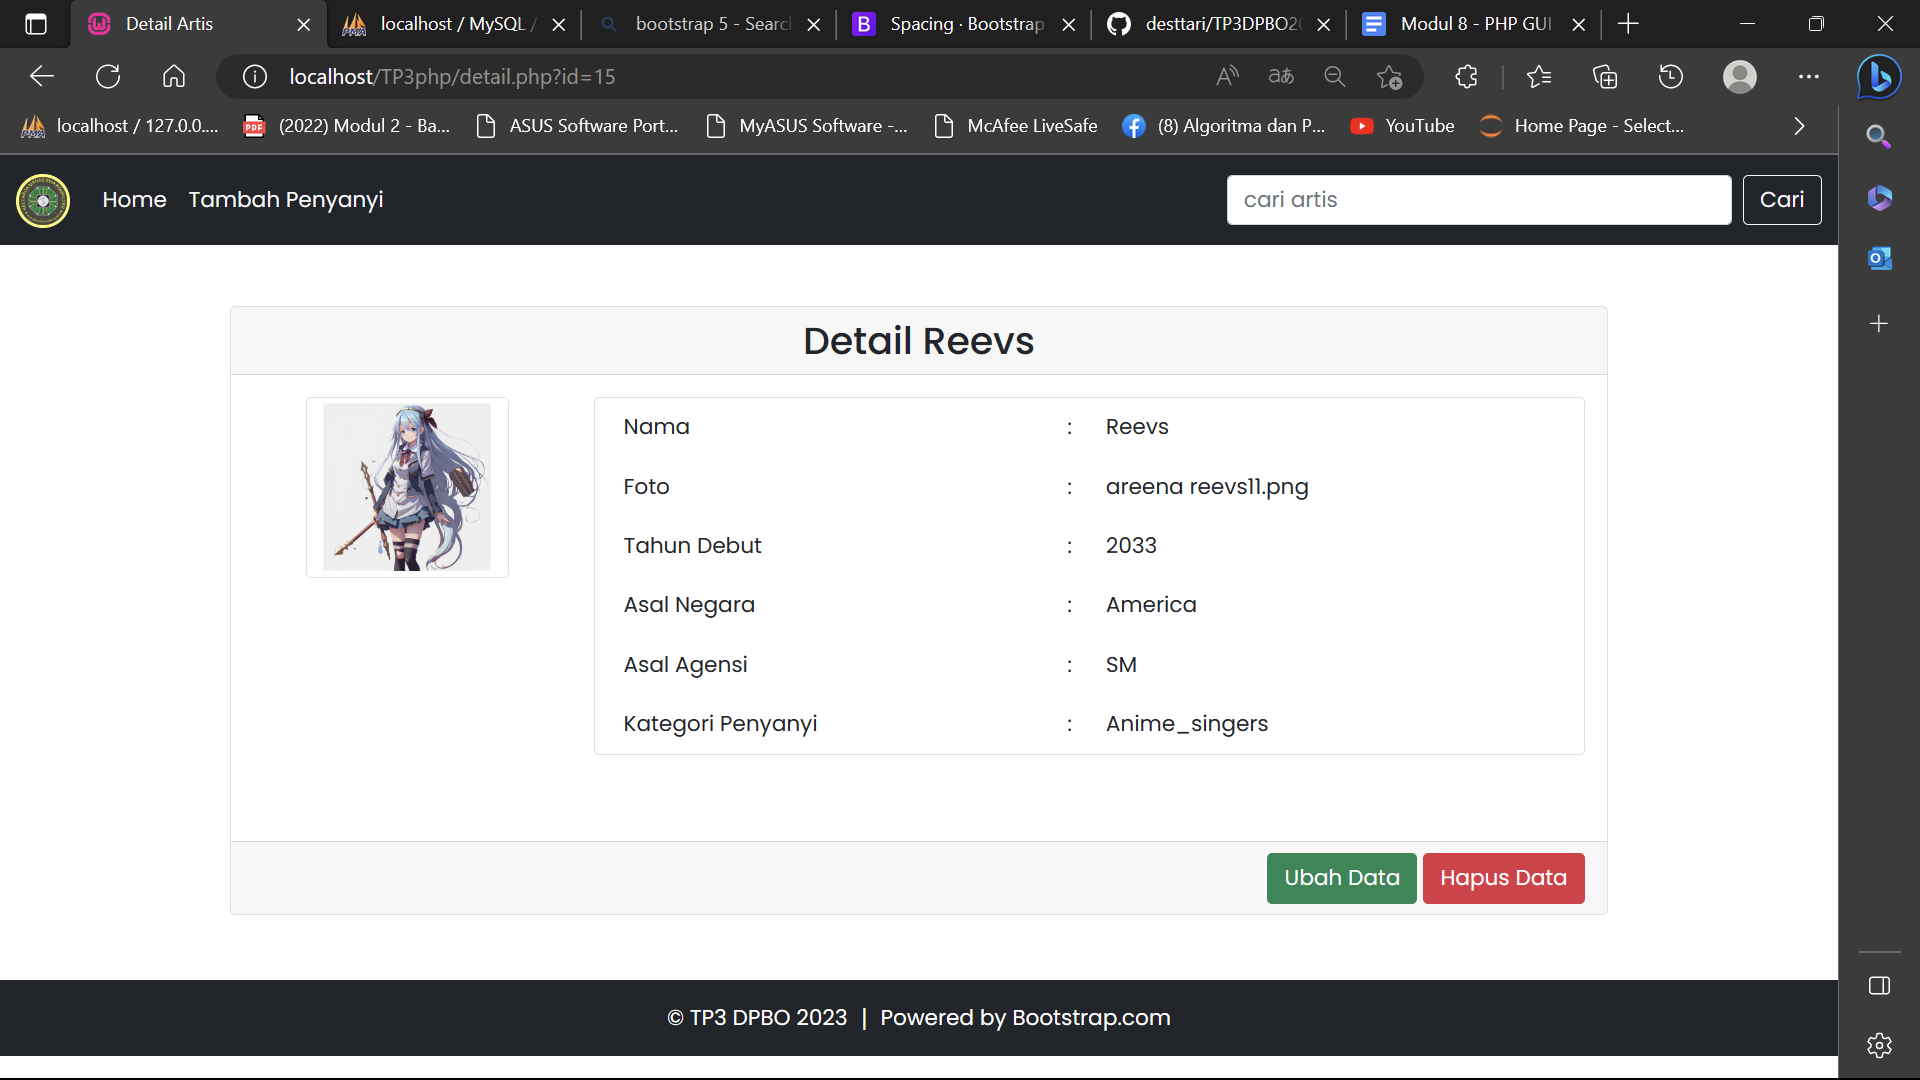 Detail Artis
localhost / MySQL /
bootstrap 5 - Search
Spacing · Bootstrap
desttari/TP3DPBO20
Modul 8 - PHP GUI
localhost/TP3php/detail.php?id=15
localhost / 127.0.0....
(2022) Modul 2 - Ba...
ASUS Software Port...
MyASUS Software -...
McAfee LiveSafe
(8) Algoritma dan P...
YouTube
Home Page - Select...
Home
Tambah Penyanyi
cari artis
Cari
Detail Reevs
Nama : Reevs
Foto : areena reevs11.png
Tahun Debut : 2033
Asal Negara : America
Asal Agensi : SM
Kategori Penyanyi : Anime_singers
Ubah Data
Hapus Data
© TP3 DPBO 2023 | Powered by Bootstrap.com